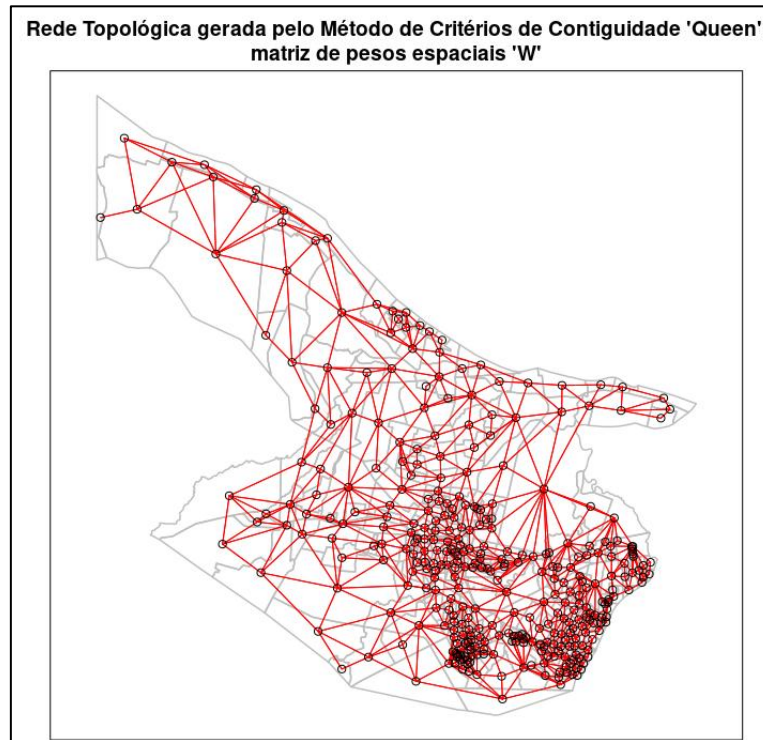 Rede Topológica gerada pelo Método de Critérios de Contiguidade 'Queen'
matriz de pesos espaciais 'W'